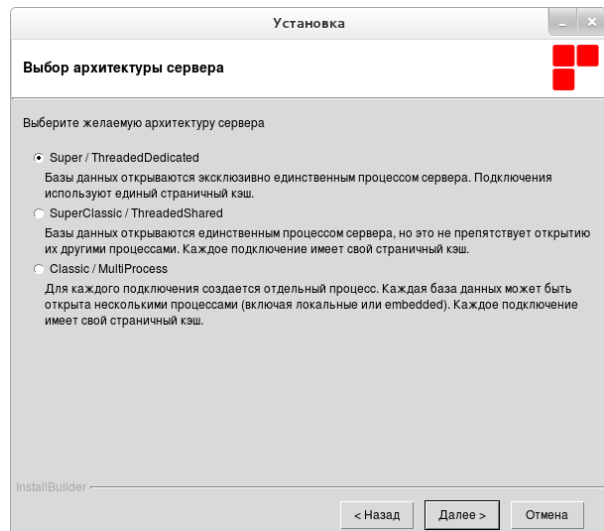 Установка
Выбор архитектуры сервера
Выберите желаемую архитектуру сервера
Super / ThreadedDedicated
Базы данных открываются эксклюзивно единственным процессом сервера. Подключения
используют единый страничный кэш.
SuperClassic / ThreadedShared
Базы данных открываются единственным процессом сервера, но это не препятствует открытию
их другими процессами. Каждое подключение имеет свой страничный кэш.
Classic / MultiProcess
Для каждого подключения создается отдельный процесс. Каждая база данных может быть
открыта несколькими процессами (включая локальные или embedded). Каждое подключение
имеет свой страничный кэш.
InstallBuilder
< Назад Далее > Отмена